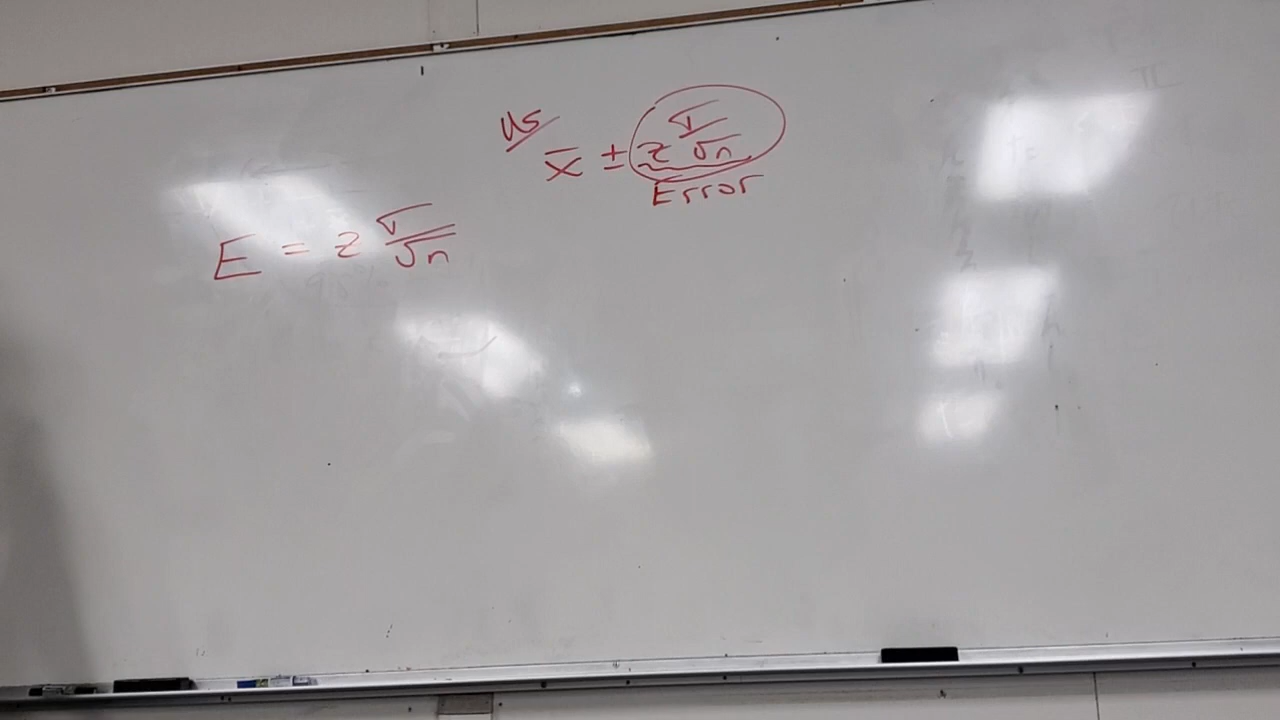 us
x̄ ± z σ/√n
Error
E = z σ/√n